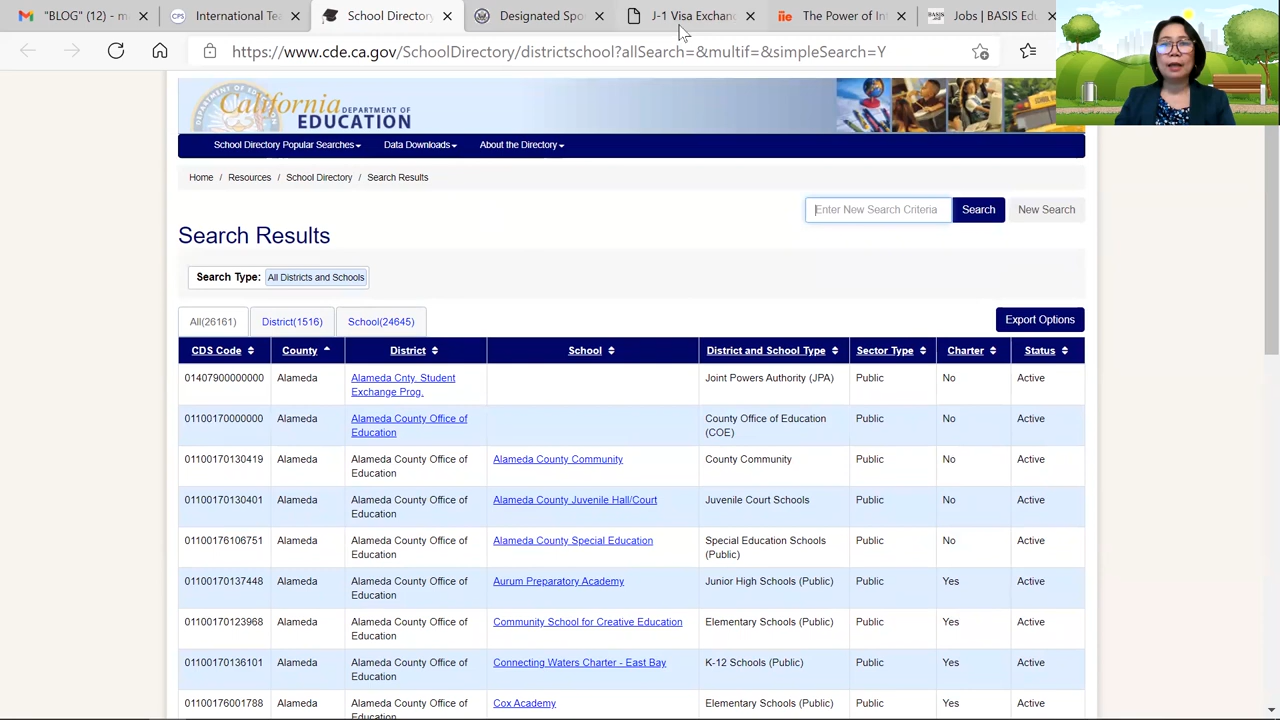 "BLOG" (12) - m
International Te
School Directory
Designated Spo
J-1 Visa Exchan
iie The Power of Int
BASIS ED Jobs | BASIS Edu
https://www.cde.ca.gov/SchoolDirectory/districtschool?allSearch=&multif=&simpleSearch=Y
California DEPARTMENT OF EDUCATION
School Directory Popular Searches Data Downloads About the Directory
Home / Resources / School Directory / Search Results
Enter New Search Criteria Search New Search
Search Results
Search Type: All Districts and Schools
All(26161) District(1516) School(24645) Export Options
CDS Code County District School District and School Type Sector Type Charter Status
01407900000000 Alameda Alameda Cnty. Student Exchange Prog. Joint Powers Authority (JPA) Public No Active
01100170000000 Alameda Alameda County Office of Education County Office of Education (COE) Public No Active
01100170130419 Alameda Alameda County Office of Education Alameda County Community County Community Public No Active
01100170130401 Alameda Alameda County Office of Education Alameda County Juvenile Hall/Court Juvenile Court Schools Public No Active
01100176106751 Alameda Alameda County Office of Education Alameda County Special Education Special Education Schools (Public) Public No Active
01100170137448 Alameda Alameda County Office of Education Aurum Preparatory Academy Junior High Schools (Public) Public Yes Active
01100170123968 Alameda Alameda County Office of Education Community School for Creative Education Elementary Schools (Public) Public Yes Active
01100170136101 Alameda Alameda County Office of Education Connecting Waters Charter - East Bay K-12 Schools (Public) Public Yes Active
01100176001788 Alameda Alameda County Office of Education Cox Academy Elementary Schools (Public) Public Yes Active